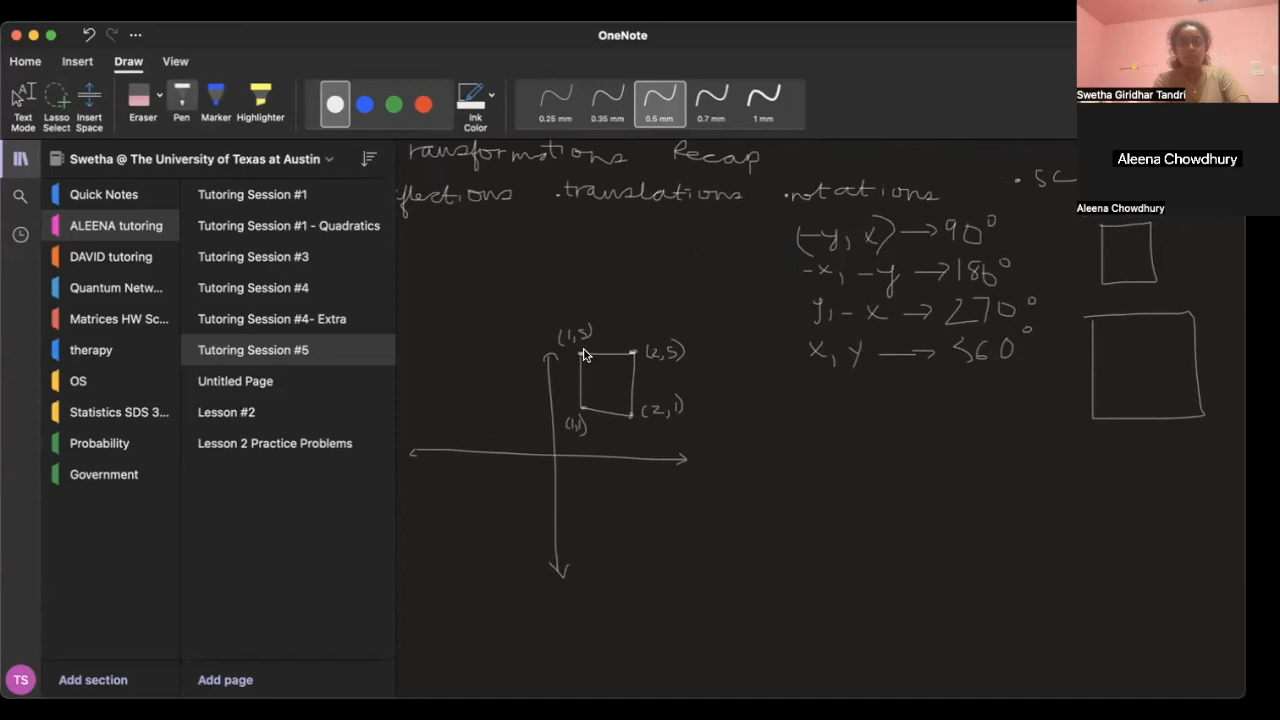 OneNote
Home Insert Draw View
Text Mode
Lasso Select
Insert Space
Eraser
Pen
Marker
Highlighter
Ink Color
0.25 mm
0.35 mm
0.5 mm
0.7 mm
1 mm
Swetha Giridhar Tandri
Aleena Chowdhury
Aleena Chowdhury
Swetha @ The University of Texas at Austin
Quick Notes
ALEENA tutoring
DAVID tutoring
Quantum Netw...
Matrices HW Sc...
therapy
OS
Statistics SDS 3...
Probability
Government
Tutoring Session #1
Tutoring Session #1 - Quadratics
Tutoring Session #3
Tutoring Session #4
Tutoring Session #4- Extra
Tutoring Session #5
Untitled Page
Lesson #2
Lesson 2 Practice Problems
ransformations Recap
flections · translations · rotations · SC
(-y, x) → 90°
-x, -y → 180°
y, -x → 270°
x, y → 360°
(1,5)
(2,5)
(1,1)
(2,1)
TS
Add section
Add page